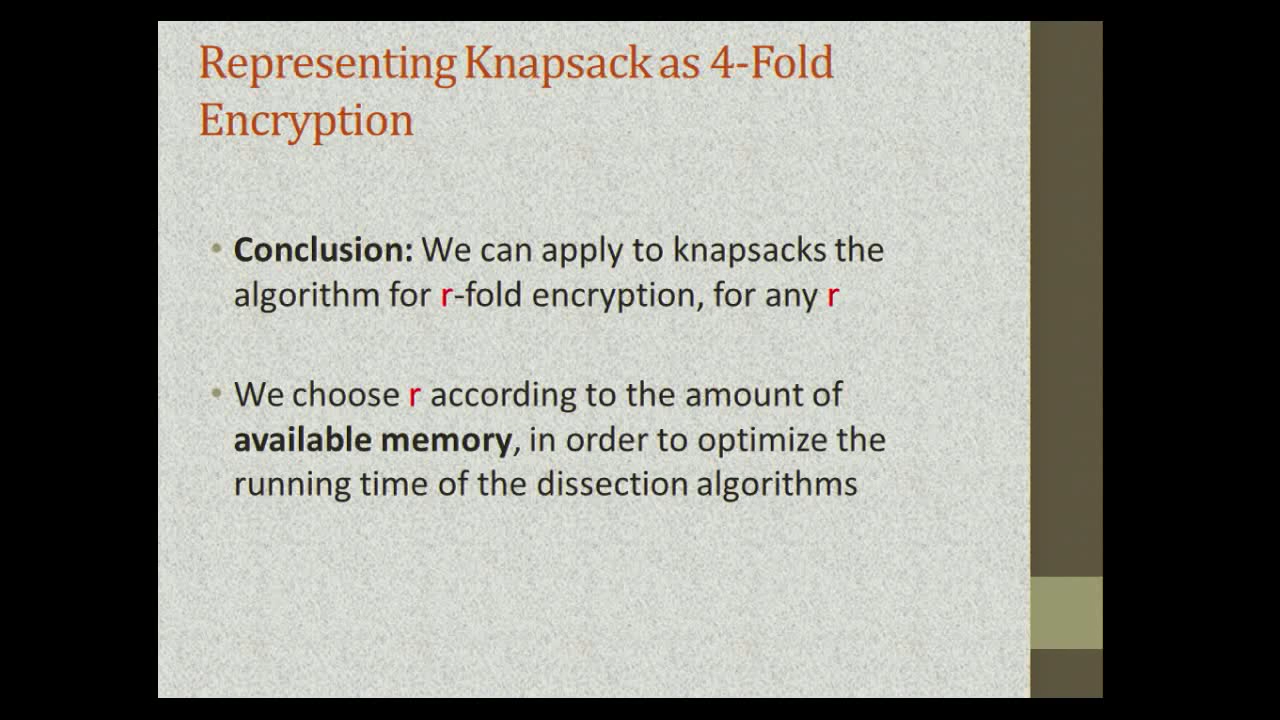 Representing Knapsack as 4-Fold
Encryption
• Conclusion: We can apply to knapsacks the
algorithm for r-fold encryption, for any r
• We choose r according to the amount of
available memory, in order to optimize the
running time of the dissection algorithms